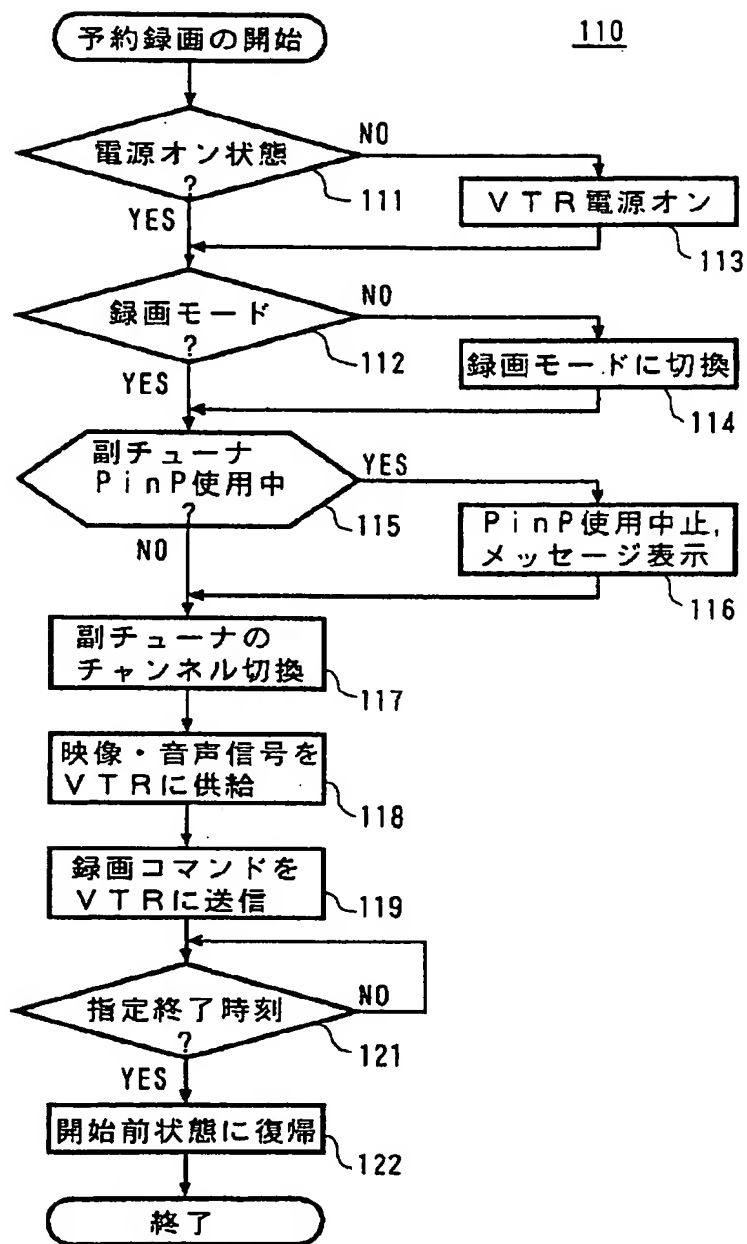 110
予約録画の開始
電源オン状態
?
NO
YES
111
VTR電源オン
113
録画モード
?
NO
YES
112
録画モードに切換
114
副チューナ
PinP使用中
?
YES
NO
115
PinP使用中止,
メッセージ表示
116
副チューナの
チャンネル切換
117
映像・音声信号を
VTRに供給
118
録画コマンドを
VTRに送信
119
指定終了時刻
?
NO
YES
121
開始前状態に復帰
122
終了